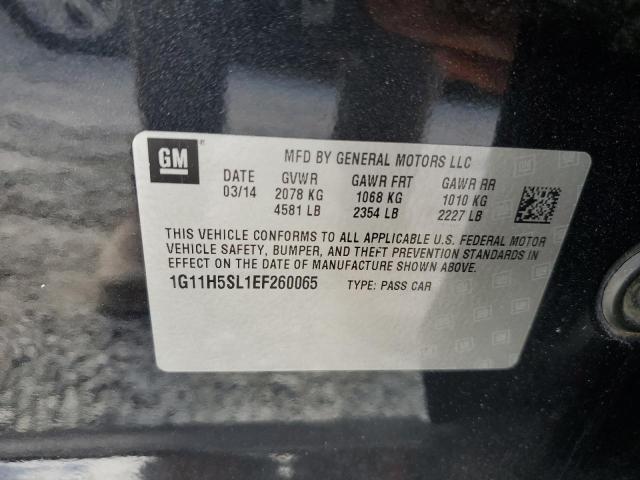 GM
MFD BY GENERAL MOTORS LLC
DATE GVWR GAWR FRT GAWR RR
03/14 2078 KG 1068 KG 1010 KG
4581 LB 2354 LB 2227 LB
THIS VEHICLE CONFORMS TO ALL APPLICABLE U.S. FEDERAL MOTOR
VEHICLE SAFETY, BUMPER, AND THEFT PREVENTION STANDARDS
IN EFFECT ON THE DATE OF MANUFACTURE SHOWN ABOVE.
1G11H5SL1EF260065 TYPE: PASS CAR